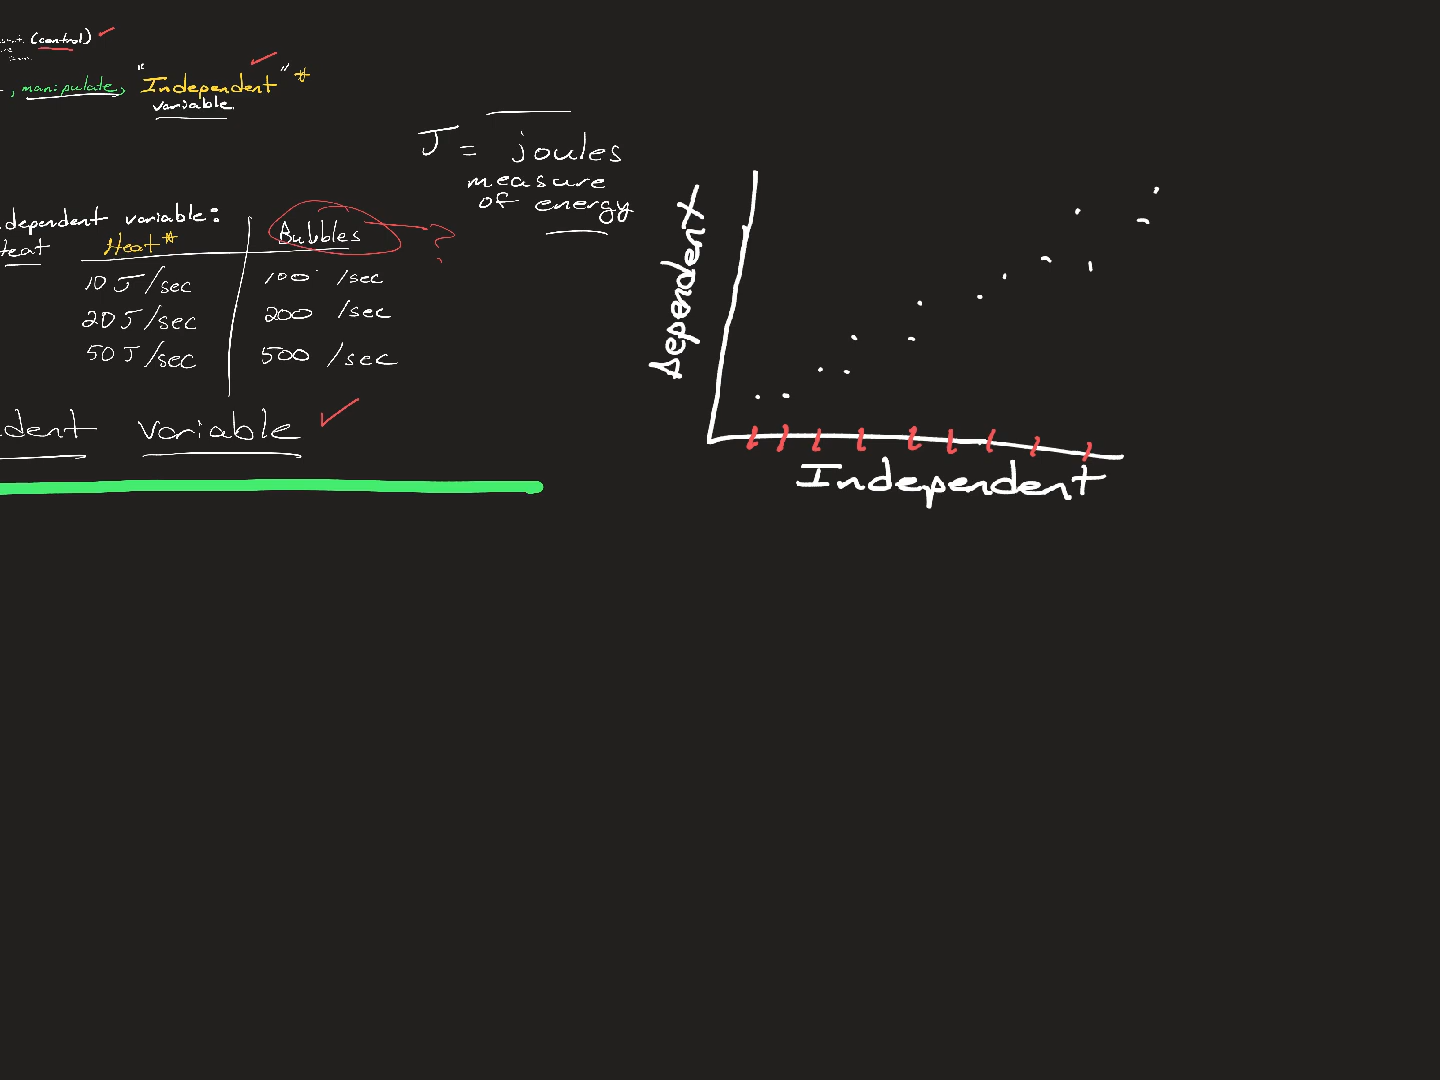 (control)
, manipulate, "Independent" *
variable
J = joules
measure
of energy
dependent variable:
Heat Heat* Bubbles ?
10 J/sec 100 /sec
20 J/sec 200 /sec
50 J/sec 500 /sec
dent variable
Dependent
Independent